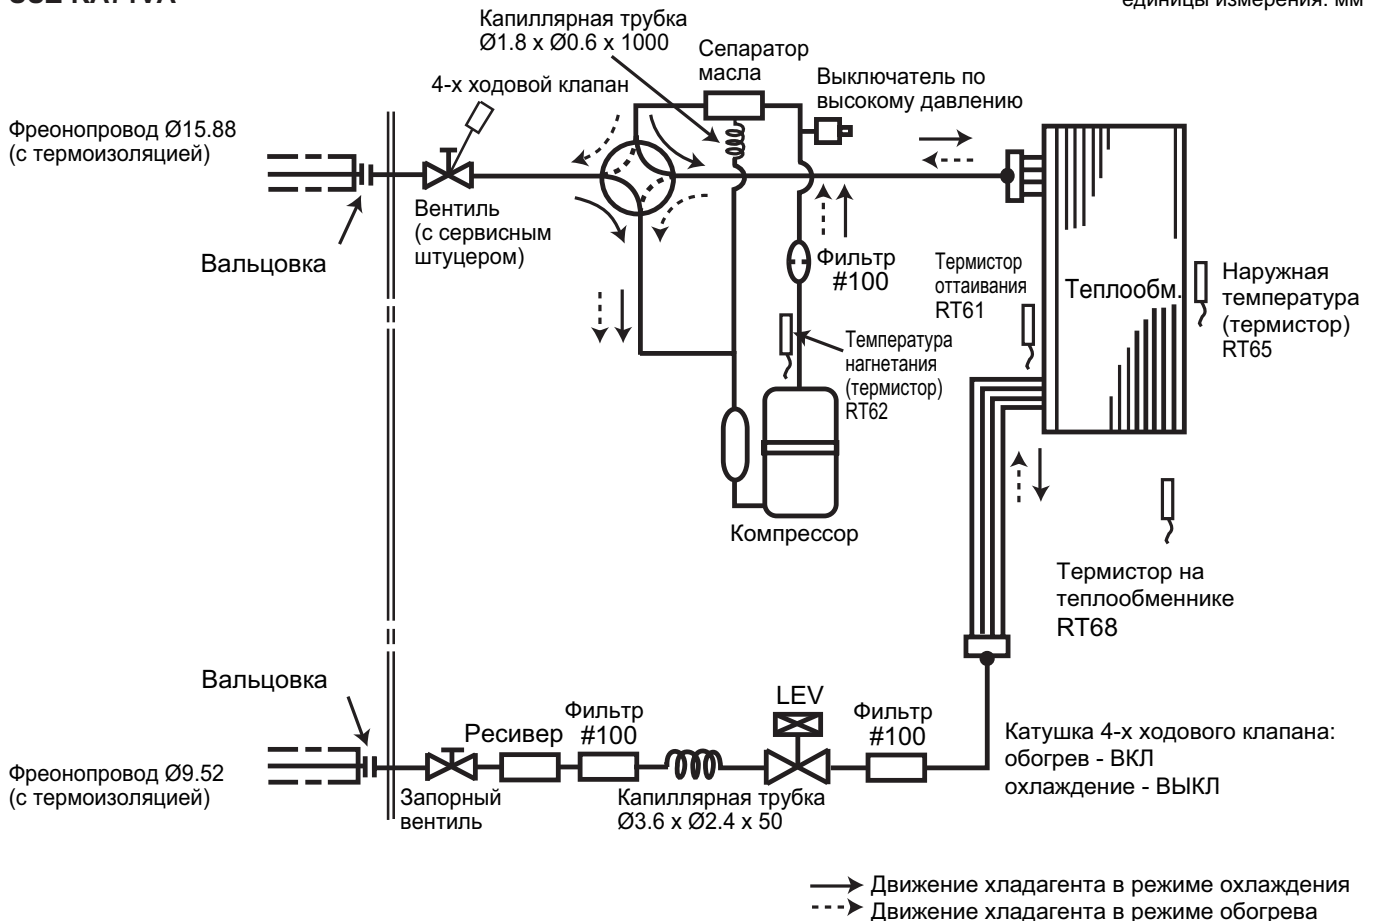 единицы измерения: мм
Капиллярная трубка
Ø1.8 x Ø0.6 x 1000
Сепаратор
масла
Выключатель по
высокому давлению
4-х ходовой клапан
Фреонопровод Ø15.88
(с термоизоляцией)
Вальцовка
Вентиль
(с сервисным
штуцером)
Фильтр
#100
Термистор
оттаивания
RT61
Теплообм.
Наружная
температура
(термистор)
RT65
Температура
нагнетания
(термистор)
RT62
Компрессор
Термистор на
теплообменнике
RT68
Вальцовка
Фреонопровод Ø9.52
(с термоизоляцией)
Запорный
вентиль
Ресивер
Фильтр
#100
Капиллярная трубка
Ø3.6 x Ø2.4 x 50
LEV
Фильтр
#100
Катушка 4-х ходового клапана:
обогрев - ВКЛ
охлаждение - ВЫКЛ
Движение хладагента в режиме охлаждения
Движение хладагента в режиме обогрева